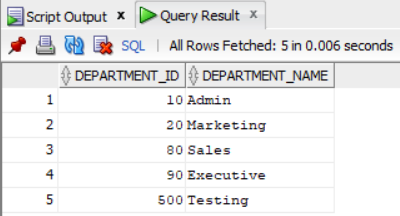 Script Output x Query Result x
SQL | All Rows Fetched: 5 in 0.006 seconds
DEPARTMENT_ID DEPARTMENT_NAME
1 10 Admin
2 20 Marketing
3 80 Sales
4 90 Executive
5 500 Testing